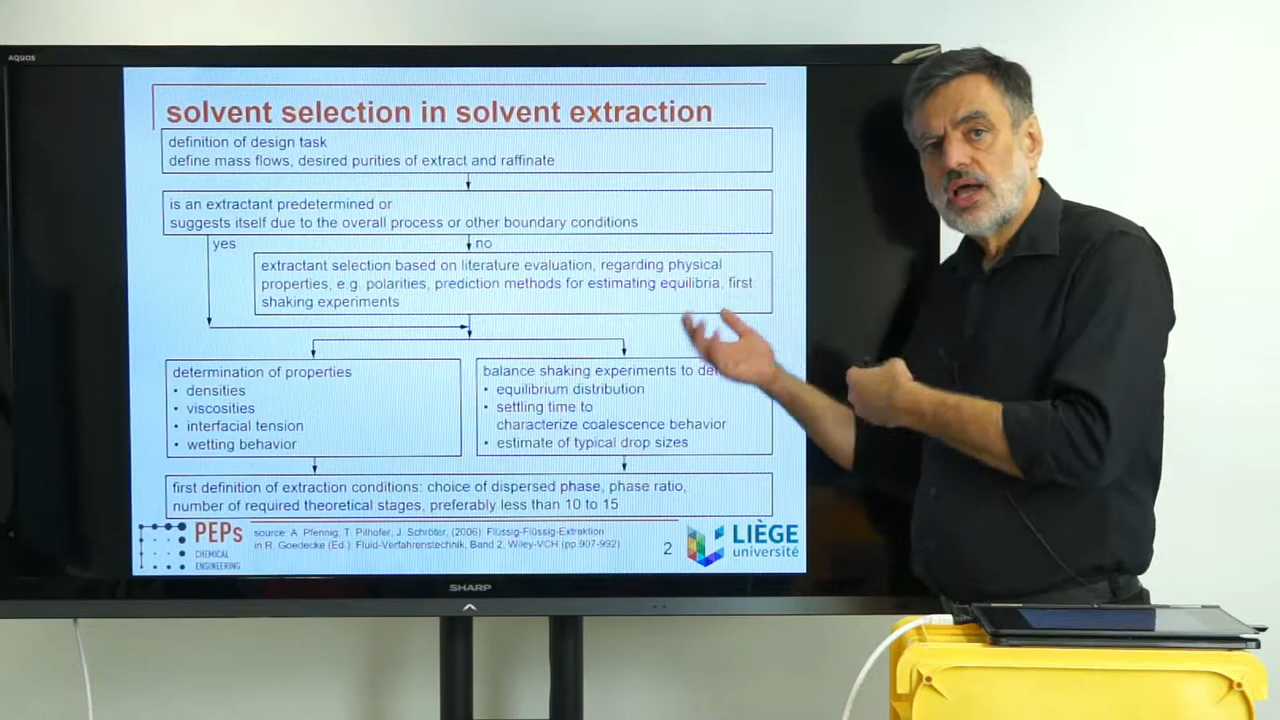 AQUOS
solvent selection in solvent extraction
definition of design task
define mass flows, desired purities of extract and raffinate
is an extractant predetermined or
suggests itself due to the overall process or other boundary conditions
yes
no
extractant selection based on literature evaluation, regarding physical
properties, e.g. polarities, prediction methods for estimating equilibria, first
shaking experiments
determination of properties
• densities
• viscosities
• interfacial tension
• wetting behavior
balance shaking experiments to
• equilibrium distribution
• settling time to
characterize coalescence behavior
• estimate of typical drop sizes
first definition of extraction conditions: choice of dispersed phase, phase ratio,
number of required theoretical stages, preferably less than 10 to 15
PEPs
CHEMICAL
ENGINEERING
source: A. Pfennig, T. Pilhofer, J. Schröter, (2006): Flüssig-Flüssig-Extraktion
in R. Goedecke (Ed.): Fluid-Verfahrenstechnik, Band 2, Wiley-VCH (pp.907-992)
2
LIÈGE
université
SHARP